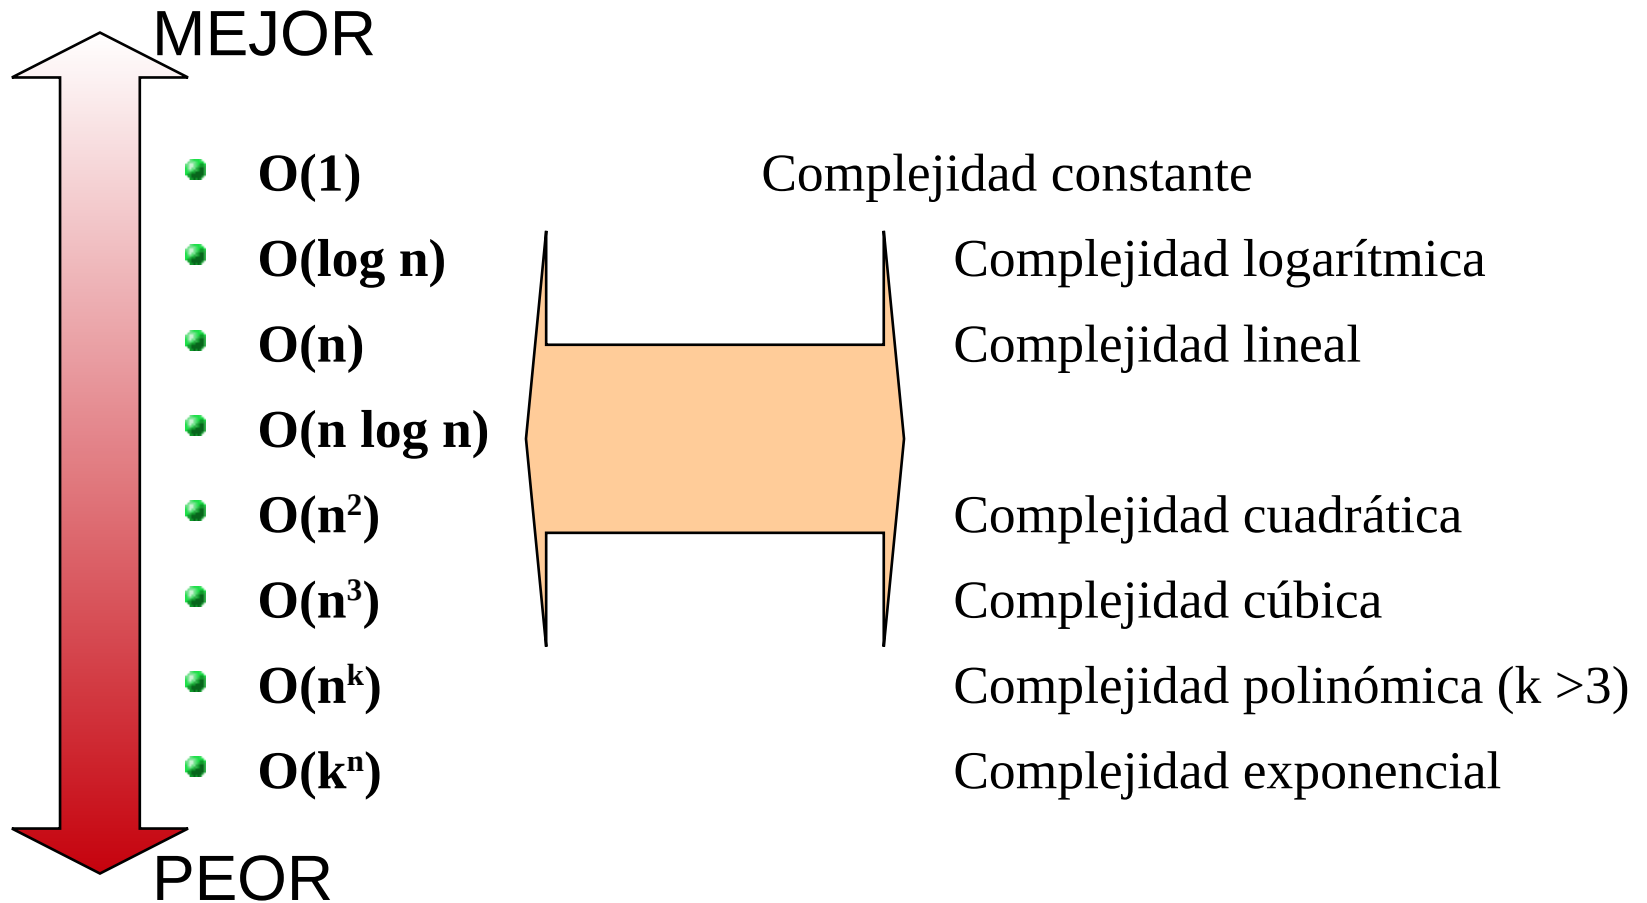 MEJOR
O(1) Complejidad constante
O(log n) Complejidad logarítmica
O(n) Complejidad lineal
O(n log n)
O(n²) Complejidad cuadrática
O(n³) Complejidad cúbica
O(nᵏ) Complejidad polinómica (k >3)
O(kⁿ) Complejidad exponencial
PEOR